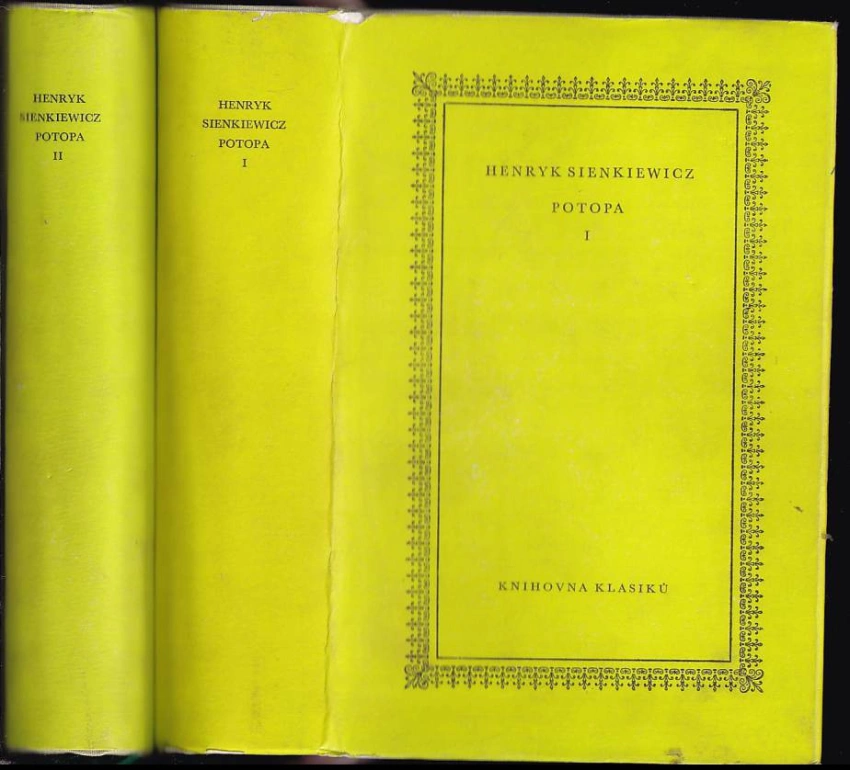 HENRYK
SIENKIEWICZ
POTOPA
II
HENRYK
SIENKIEWICZ
POTOPA
I
HENRYK SIENKIEWICZ
POTOPA
I
KNIHOVNA KLASIKŮ